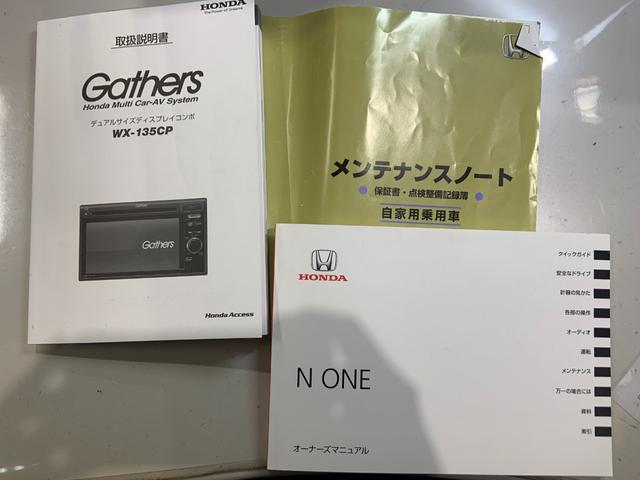 HONDA
The Power of Dreams
取扱説明書
Gathers
Honda Multi Car-AV System
デュアルサイズディスプレイコンポ
WX-135CP
Gathers
Honda Access
メンテナンスノート
保証書・点検整備記録簿
自家用乗用車
HONDA
N ONE
オーナーズマニュアル
クイックガイド
安全なドライブ
計器の見かた
各部の操作
オーディオ
運転
メンテナンス
万一の場合には
資料
索引